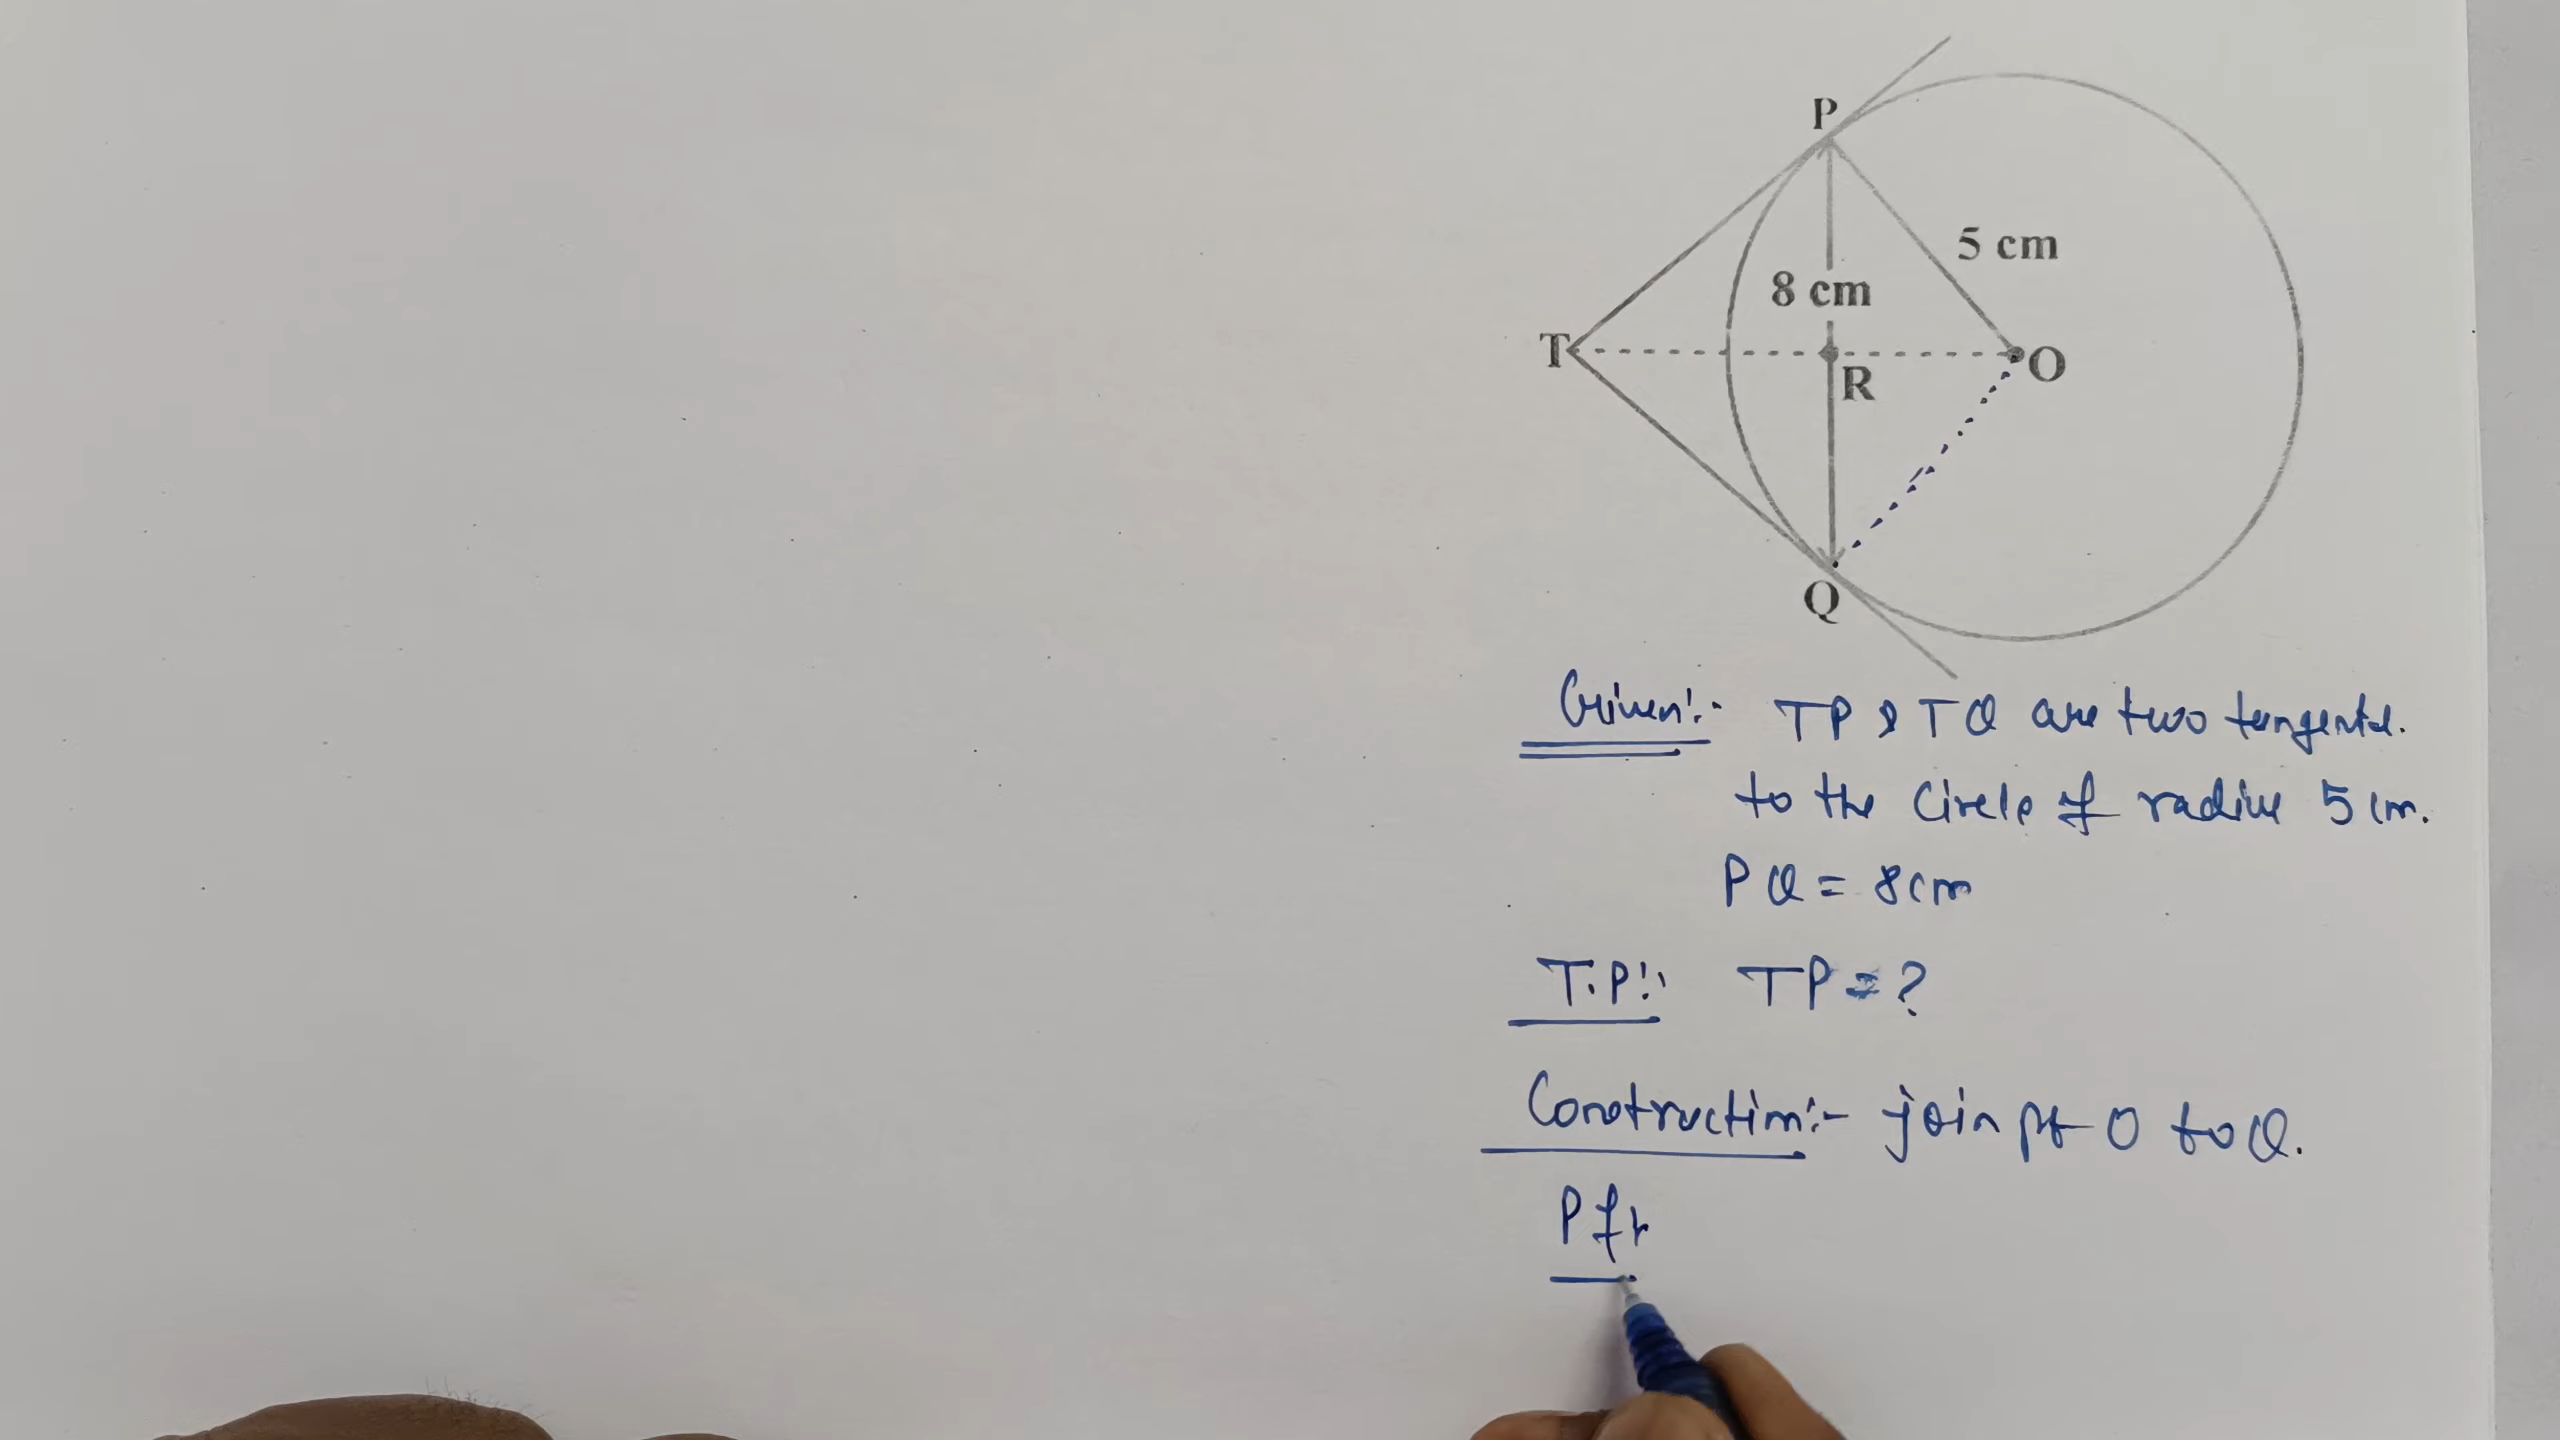 P
5 cm
8 cm
T
O
R
Q
Given:- TP & TQ are two tangents.
to the Circle of radius 5 cm.
PQ = 8cm
T.P:- TP = ?
Construction:- join pt O to Q.
Pf